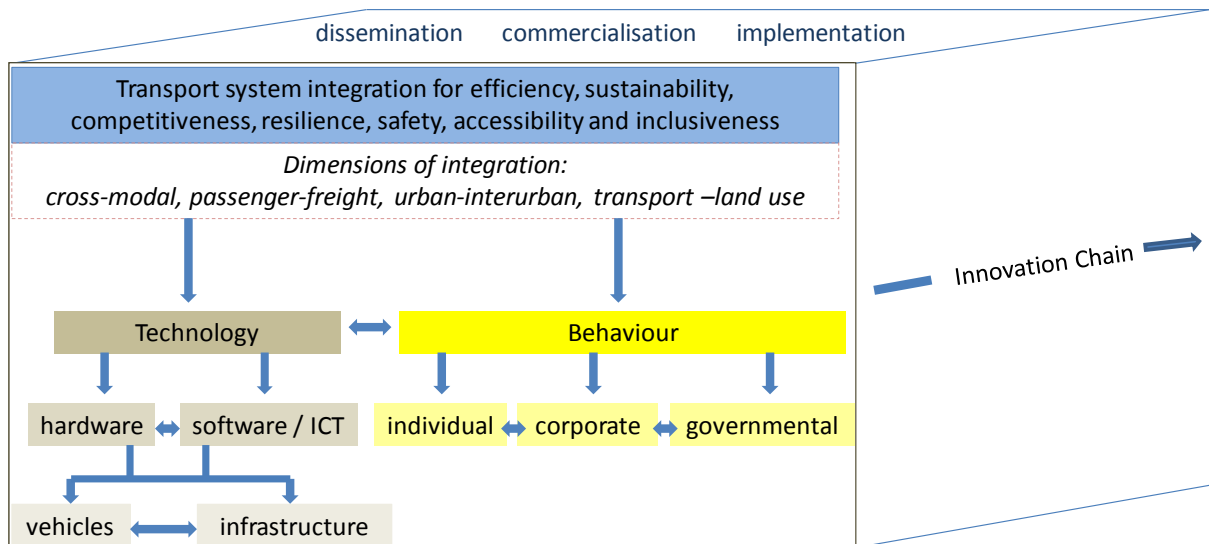 dissemination commercialisation implementation
Transport system integration for efficiency, sustainability,
competitiveness, resilience, safety, accessibility and inclusiveness
Dimensions of integration:
cross-modal, passenger-freight, urban-interurban, transport –land use
Innovation Chain
Technology Behaviour
hardware software / ICT individual corporate governmental
vehicles infrastructure